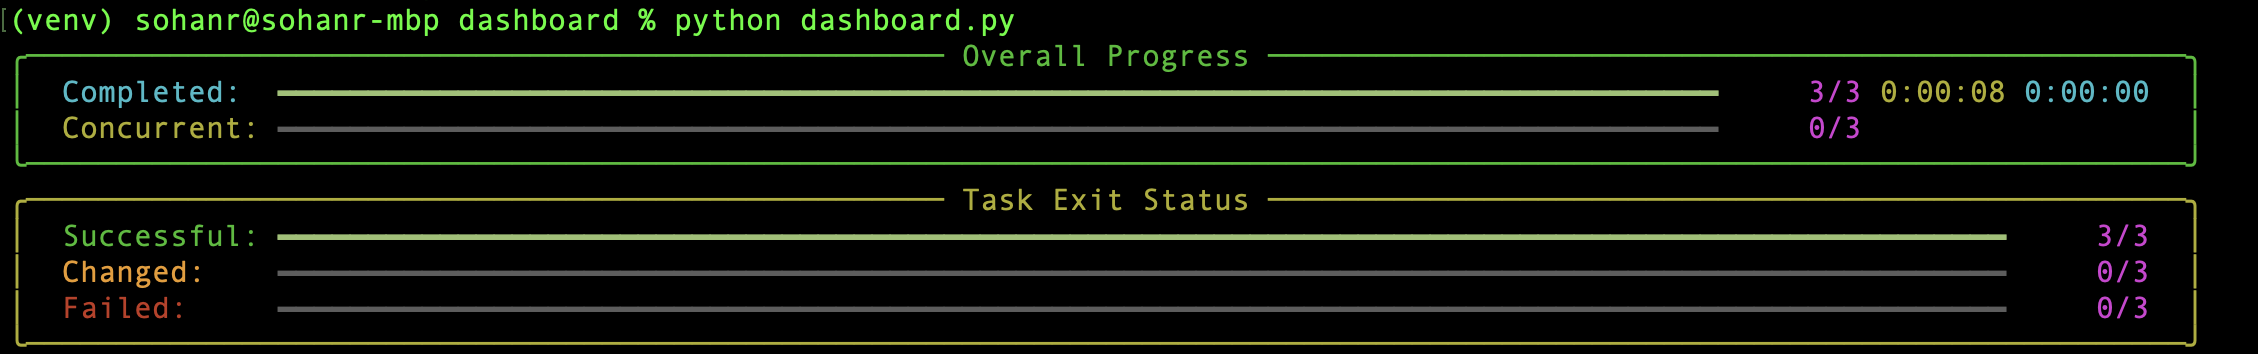 [(venv) sohanr@sohanr-mbp dashboard % python dashboard.py
Overall Progress
Completed: 3/3 0:00:08 0:00:00
Concurrent: 0/3
Task Exit Status
Successful: 3/3
Changed: 0/3
Failed: 0/3